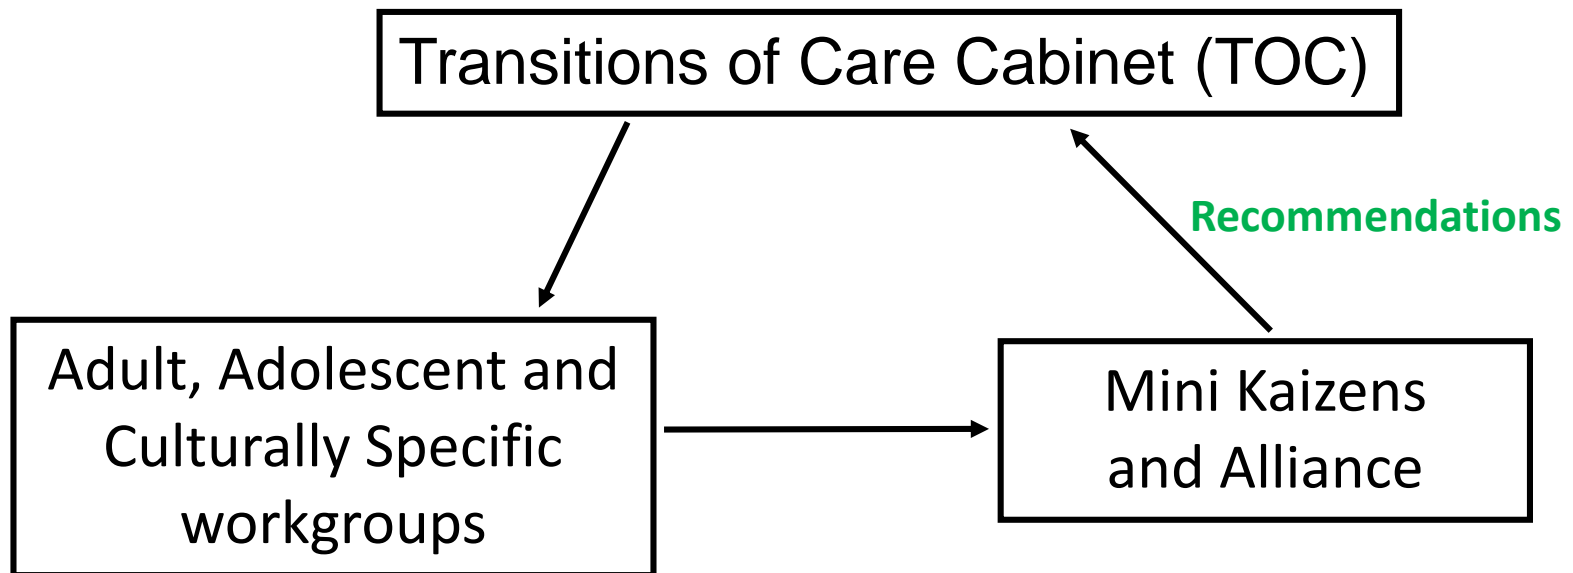 Transitions of Care Cabinet (TOC)
Recommendations
Adult, Adolescent and
Culturally Specific
workgroups
Mini Kaizens
and Alliance